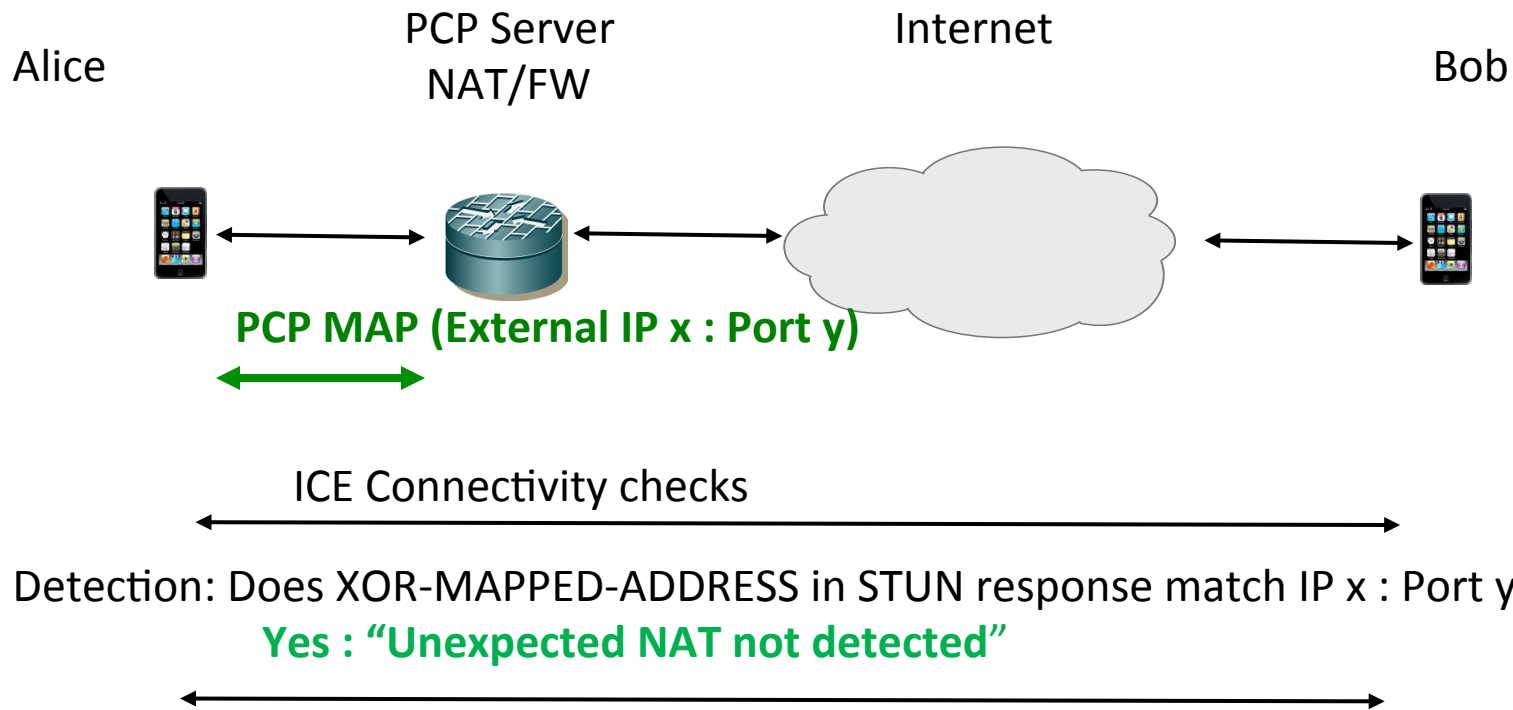 Alice
PCP Server
NAT/FW
Internet
Bob
PCP MAP (External IP x : Port y)
ICE Connectivity checks
Detection: Does XOR-MAPPED-ADDRESS in STUN response match IP x : Port y
Yes : “Unexpected NAT not detected”